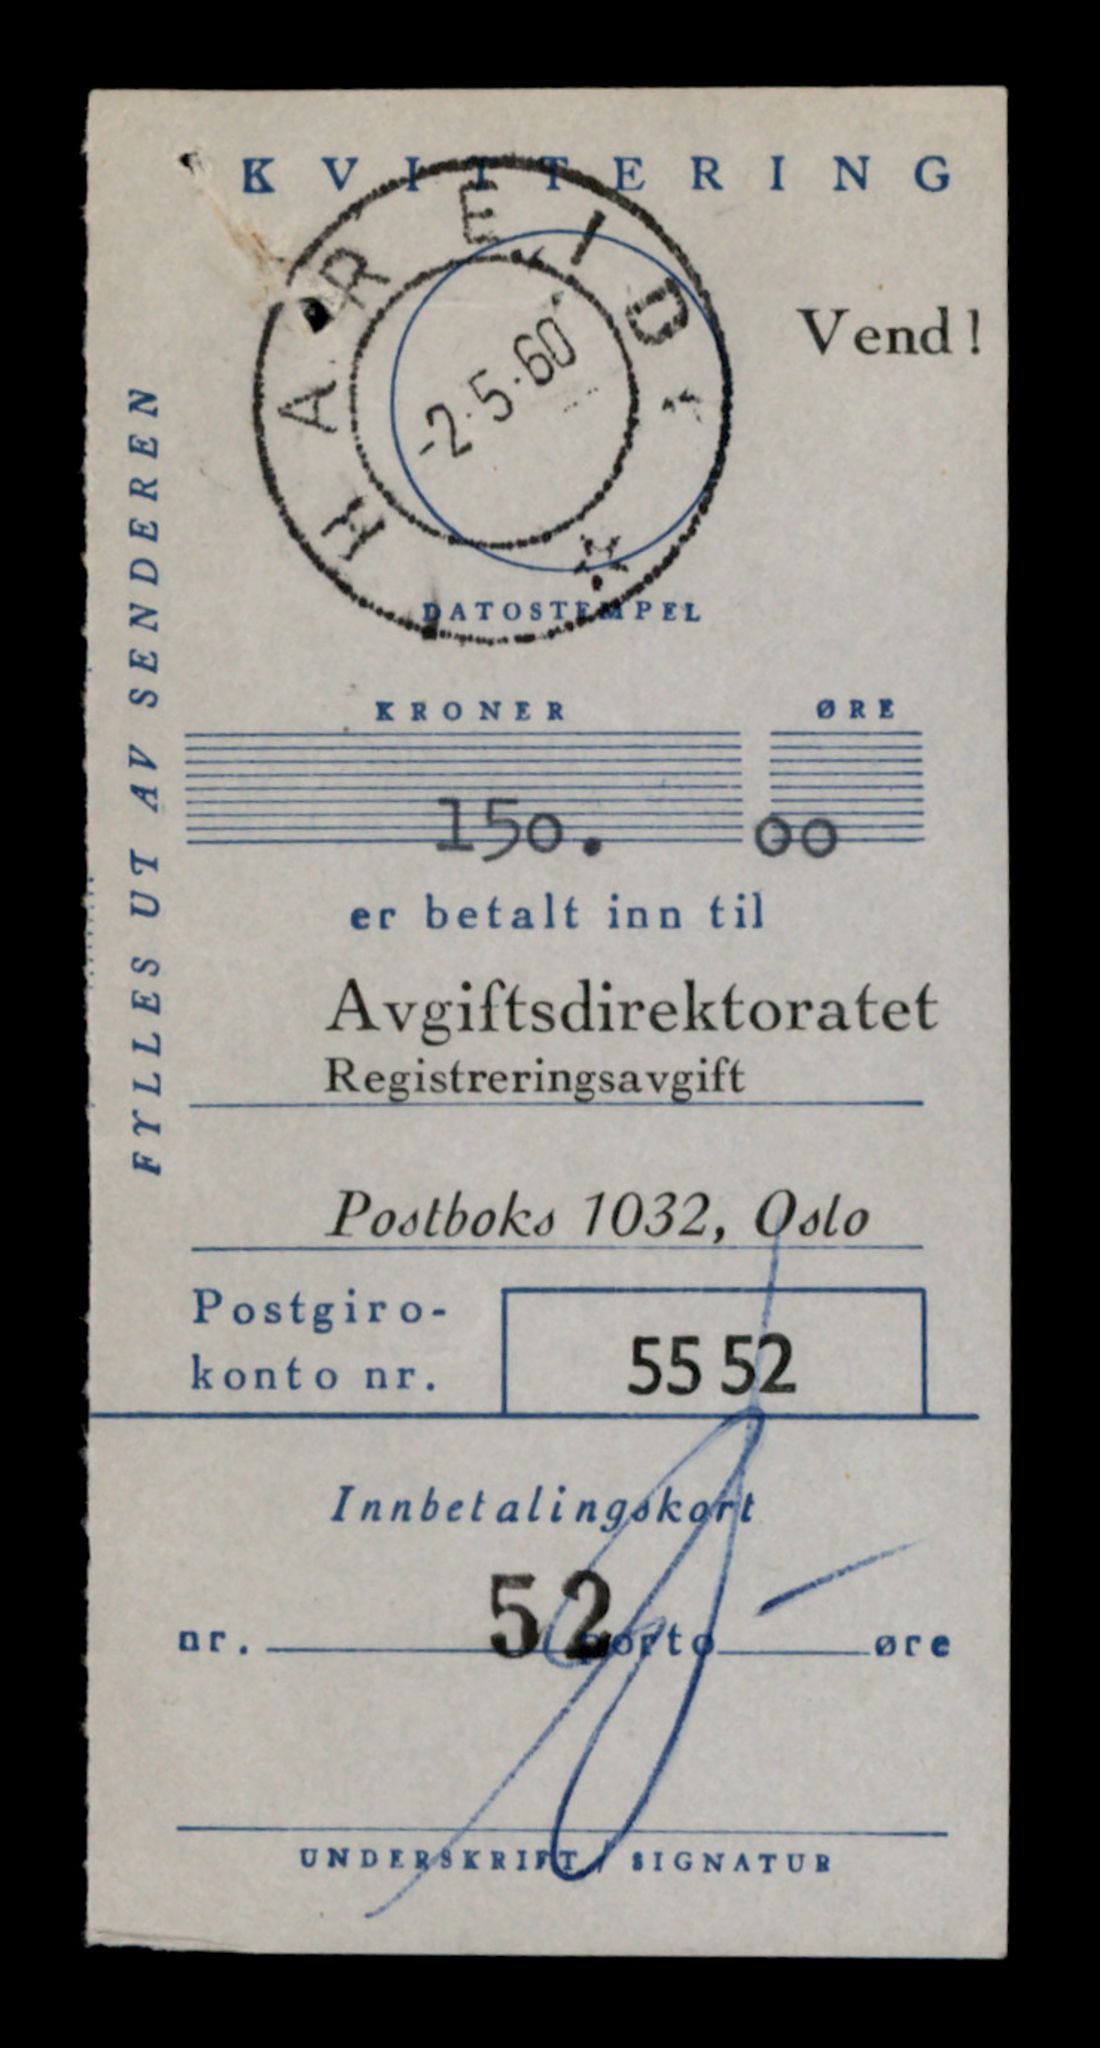 KVITTERING
HAREID
-2.5.60
Vend!
DATOSTEMPEL
FYLLES UT AV SENDEREN
KRONER ØRE
150. 00
er betalt inn til
Avgiftsdirektoratet
Registreringsavgift
Postboks 1032, Oslo
Postgiro-
konto nr.
55 52
Innbetalingskort
nr. 52 porto — øre
UNDERSKRIFT / SIGNATUR